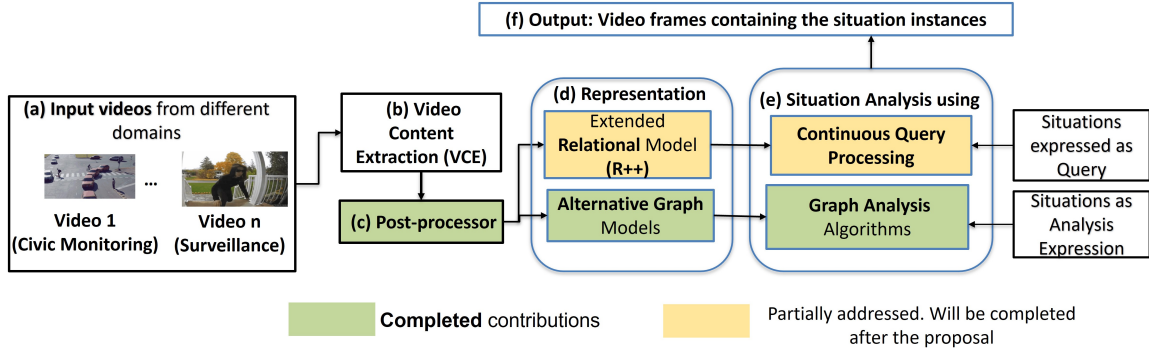 (f) Output: Video frames containing the situation instances
(a) Input videos from different
domains
...
Video 1
(Civic Monitoring)
Video n
(Surveillance)
(b) Video
Content
Extraction (VCE)
(c) Post-processor
(d) Representation
Extended
Relational Model
(R++)
Alternative Graph
Models
(e) Situation Analysis using
Continuous Query
Processing
Graph Analysis
Algorithms
Situations
expressed as
Query
Situations as
Analysis
Expression
Completed contributions
Partially addressed. Will be completed
after the proposal